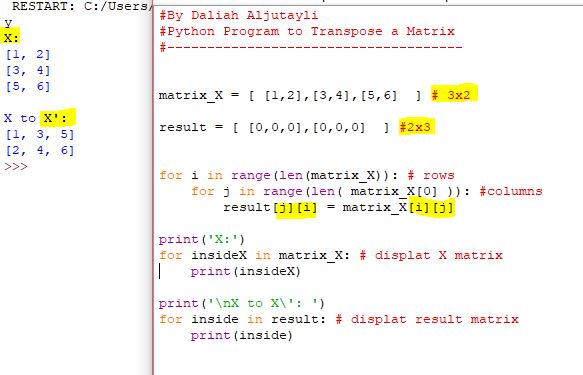 RESTART: C:/Users/
y
X:
[1, 2]
[3, 4]
[5, 6]
X to X':
[1, 3, 5]
[2, 4, 6]
>>>
#By Daliah Aljutayli
#Python Program to Transpose a Matrix
#-----------------------------------
matrix_X = [ [1,2],[3,4],[5,6]  ] # 3x2
result = [ [0,0,0],[0,0,0]  ] #2x3
for i in range(len(matrix_X)): # rows
    for j in range(len( matrix_X[0] )): #columns
        result[j][i] = matrix_X[i][j]
print('X:')
for insideX in matrix_X: # displat X matrix
    print(insideX)
print('\nX to X\': ')
for inside in result: # displat result matrix
    print(inside)